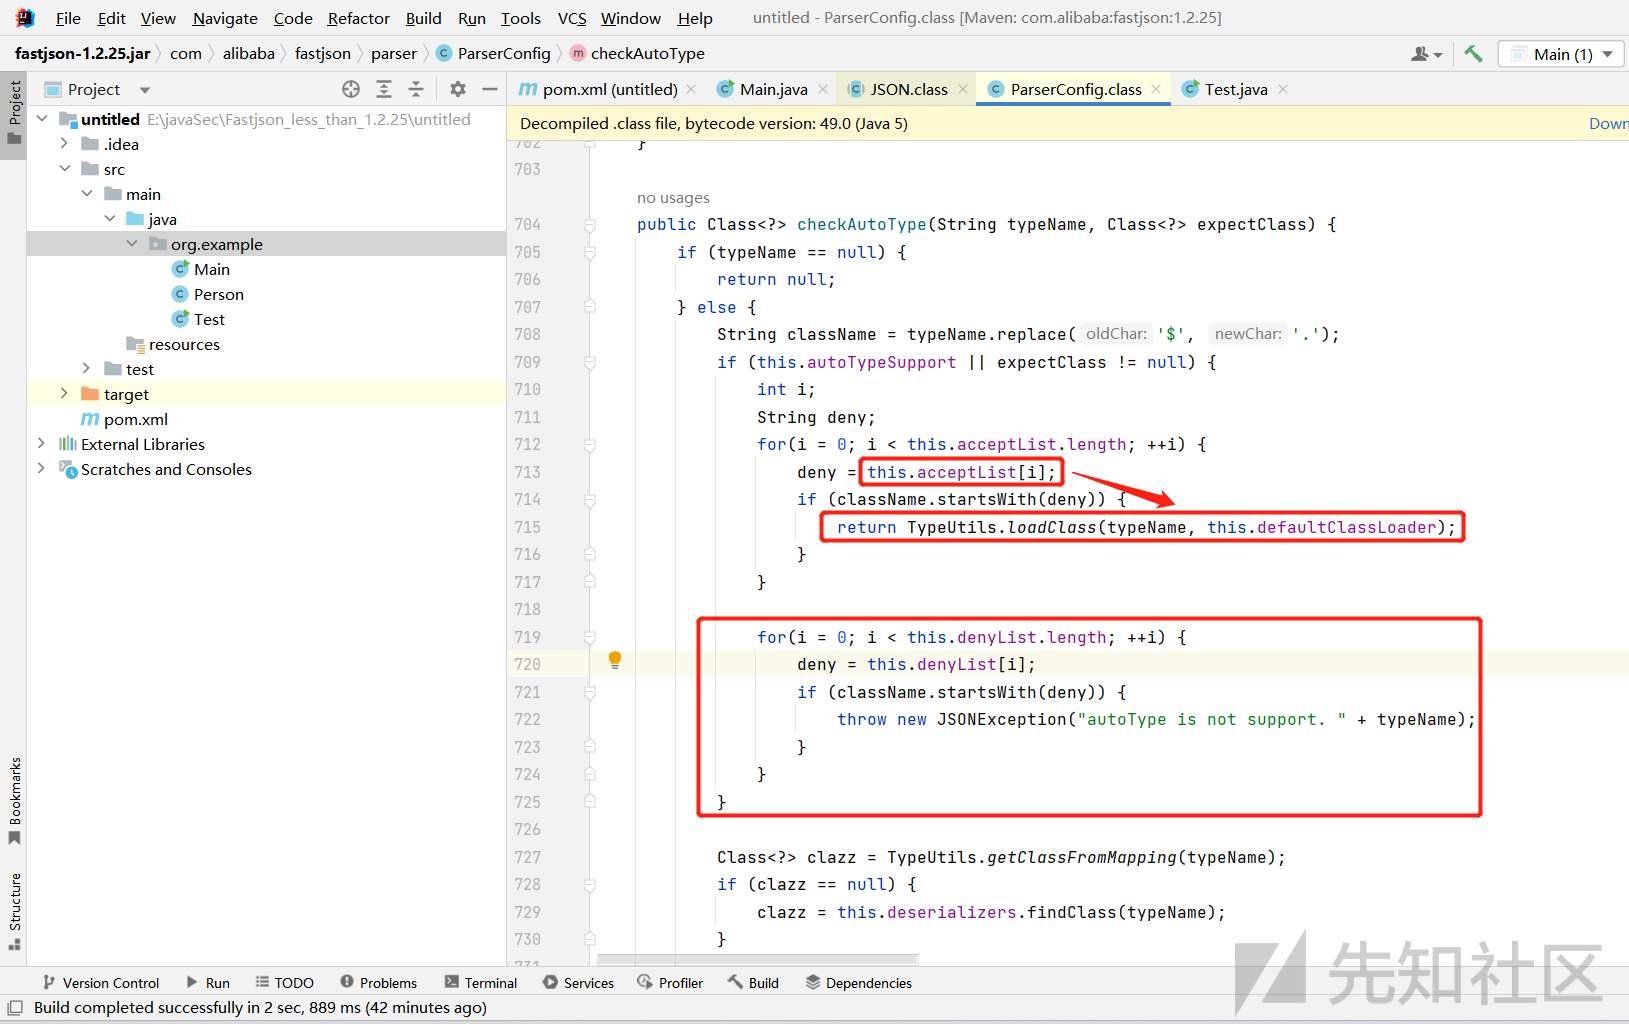 File Edit View Navigate Code Refactor Build Run Tools VCS Window Help untitled - ParserConfig.class [Maven: com.alibaba:fastjson:1.2.25]
fastjson-1.2.25.jar com alibaba fastjson parser ParserConfig checkAutoType Main (1)
Project
Project
pom.xml (untitled) Main.java JSON.class ParserConfig.class Test.java
untitled E:\javaSec\Fastjson_less_than_1.2.25\untitled
.idea
src
main
java
org.example
Main
Person
Test
resources
test
target
pom.xml
External Libraries
Scratches and Consoles
Bookmarks
Structure
Decompiled .class file, bytecode version: 49.0 (Java 5) Down
702 }
703
no usages
704 public Class<?> checkAutoType(String typeName, Class<?> expectClass) {
705 if (typeName == null) {
706 return null;
707 } else {
708 String className = typeName.replace( oldChar: '$', newChar: '.');
709 if (this.autoTypeSupport || expectClass != null) {
710 int i;
711 String deny;
712 for(i = 0; i < this.acceptList.length; ++i) {
713 deny = this.acceptList[i];
714 if (className.startsWith(deny)) {
715 return TypeUtils.loadClass(typeName, this.defaultClassLoader);
716 }
717 }
718
719 for(i = 0; i < this.denyList.length; ++i) {
720 deny = this.denyList[i];
721 if (className.startsWith(deny)) {
722 throw new JSONException("autoType is not support. " + typeName);
723 }
724 }
725 }
726
727 Class<?> clazz = TypeUtils.getClassFromMapping(typeName);
728 if (clazz == null) {
729 clazz = this.deserializers.findClass(typeName);
730 }
先知社区
Version Control Run TODO Problems Terminal Services Profiler Build Dependencies
Build completed successfully in 2 sec, 889 ms (42 minutes ago)